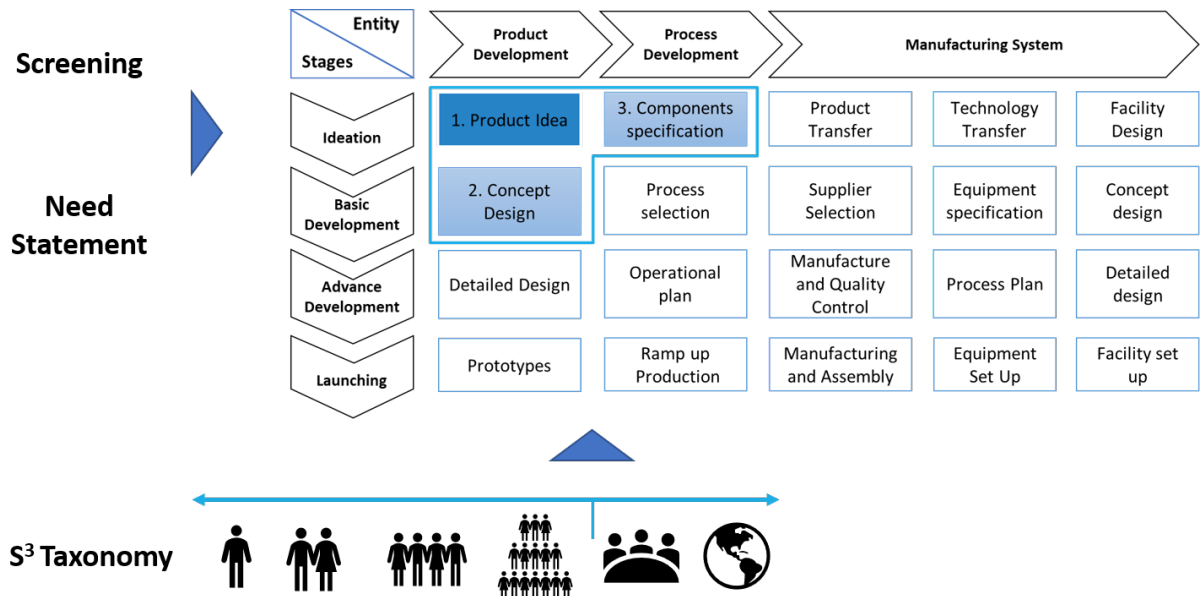 Entity
Stages
Product
Development
Process
Development
Manufacturing System
Screening
Need
Statement
Ideation
1. Product Idea
3. Components
specification
Product
Transfer
Technology
Transfer
Facility
Design
Basic
Development
2. Concept
Design
Process
selection
Supplier
Selection
Equipment
specification
Concept
design
Advance
Development
Detailed Design
Operational
plan
Manufacture
and Quality
Control
Process Plan
Detailed
design
Launching
Prototypes
Ramp up
Production
Manufacturing
and Assembly
Equipment
Set Up
Facility set
up
S³ Taxonomy